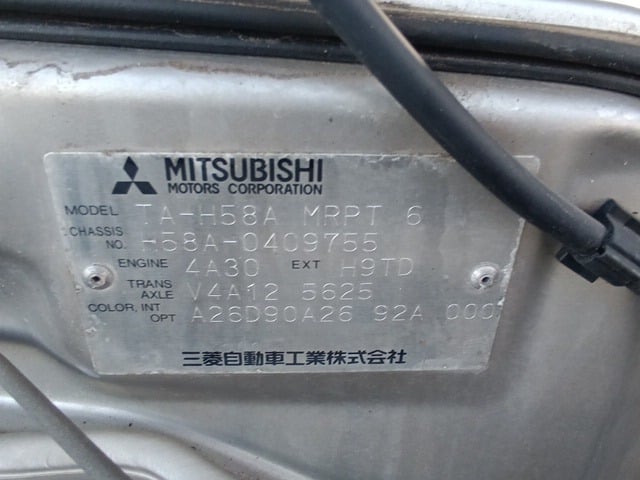 MITSUBISHI
MOTORS CORPORATION
MODEL TA-H58A MRPT 6
CHASSIS NO. H58A-0409755
ENGINE 4A30 EXT H9TD
TRANS AXLE V4A12 5625
COLOR, INT OPT A26D90A26 92A 000
三菱自動車工業株式会社